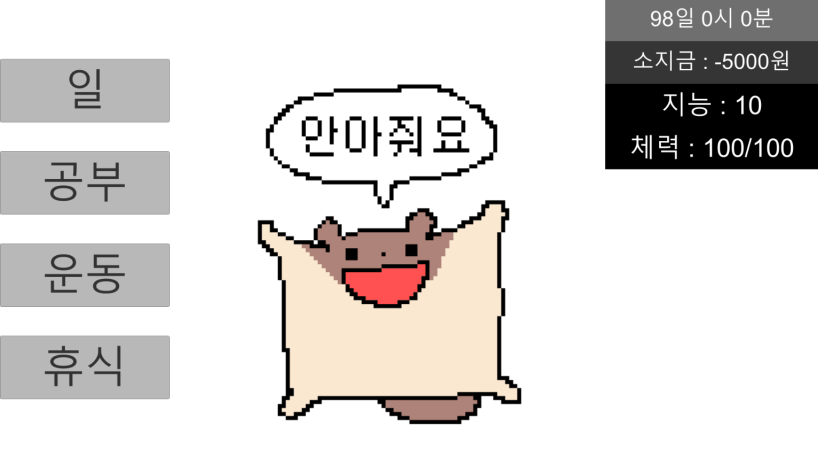 98일 0시 0분
소지금 : -5000원
지능 : 10
체력 : 100/100
일
공부
운동
휴식
안아줘요